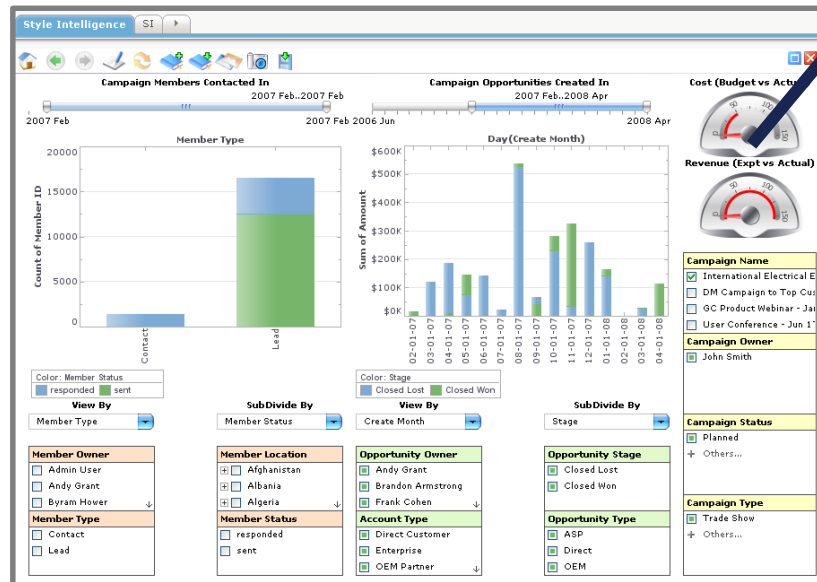 Style Intelligence
SI
Campaign Members Contacted In
2007 Feb..2007 Feb
2007 Feb
2007 Feb
Campaign Opportunities Created In
2007 Feb..2008 Apr
2006 Jun
2008 Apr
Cost (Budget vs Actu
0
50
100
150
Revenue (Expt vs Actual)
0
50
100
150
Member Type
20000
15000
10000
5000
0
Count of Member ID
Contact
Lead
Day(Create Month)
$600K
$500K
$400K
$300K
$200K
$100K
$0K
Sum of Amount
02-01-07
03-01-07
04-01-07
05-01-07
06-01-07
07-01-07
08-01-07
09-01-07
10-01-07
11-01-07
12-01-07
01-01-08
02-01-08
03-01-08
04-01-08
Color: Member Status
responded
sent
Color: Stage
Closed Lost
Closed Won
View By
Member Type
SubDivide By
Member Status
View By
Create Month
SubDivide By
Stage
Member Owner
Admin User
Andy Grant
Byram Hower
Member Type
Contact
Lead
Member Location
Afghanistan
Albania
Algeria
Member Status
responded
sent
Opportunity Owner
Andy Grant
Brandon Armstrong
Frank Cohen
Account Type
Direct Customer
Enterprise
OEM Partner
Opportunity Stage
Closed Lost
Closed Won
Opportunity Type
ASP
Direct
OEM
Campaign Name
International Electrical E
DM Campaign to Top Cus
GC Product Webinar - Jan
User Conference - Jun 17
Campaign Owner
John Smith
Campaign Status
Planned
+ Others...
Campaign Type
Trade Show
+ Others...